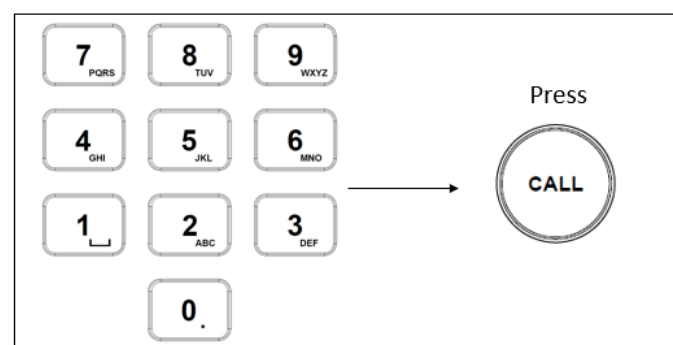 7 PQRS 8 TUV 9 WXYZ
Press
4 GHI 5 JKL 6 MNO
CALL
1 2 ABC 3 DEF
0 .